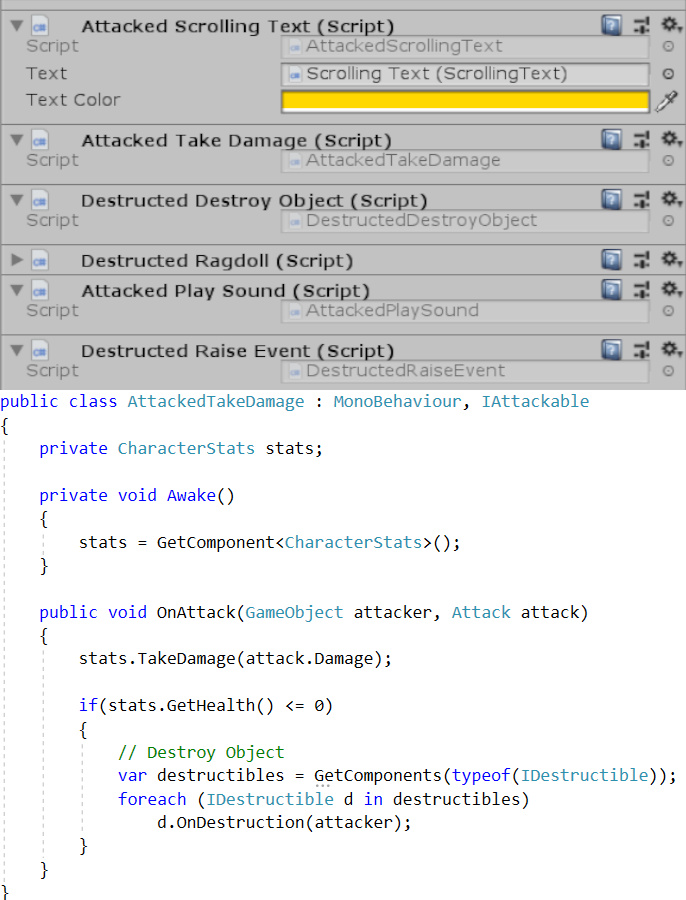 Attacked Scrolling Text (Script)
Script AttackedScrollingText
Text Scrolling Text (ScrollingText)
Text Color
Attacked Take Damage (Script)
Script AttackedTakeDamage
Destructed Destroy Object (Script)
Script DestructedDestroyObject
Destructed Ragdoll (Script)
Attacked Play Sound (Script)
Script AttackedPlaySound
Destructed Raise Event (Script)
Script DestructedRaiseEvent
public class AttackedTakeDamage : MonoBehaviour, IAttackable
{
    private CharacterStats stats;
    private void Awake()
    {
        stats = GetComponent<CharacterStats>();
    }
    public void OnAttack(GameObject attacker, Attack attack)
    {
        stats.TakeDamage(attack.Damage);
        if(stats.GetHealth() <= 0)
        {
            // Destroy Object
            var destructibles = GetComponents(typeof(IDestructible));
            foreach (IDestructible d in destructibles)
                d.OnDestruction(attacker);
        }
    }
}